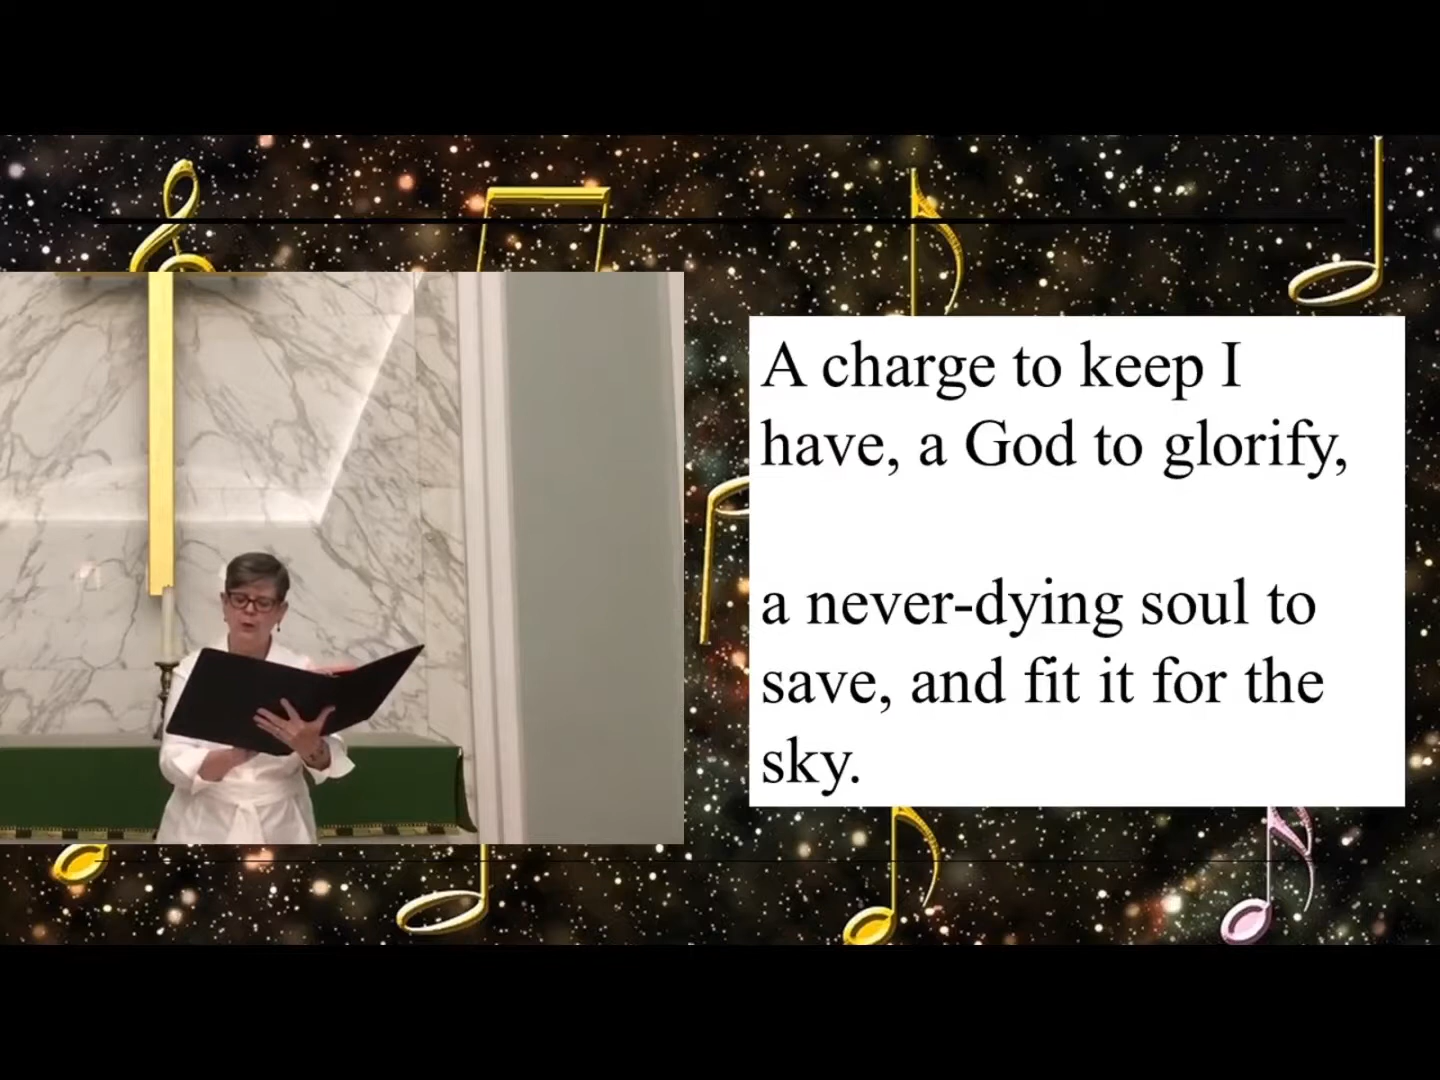 A charge to keep I
have, a God to glorify,
a never-dying soul to
save, and fit it for the
sky.